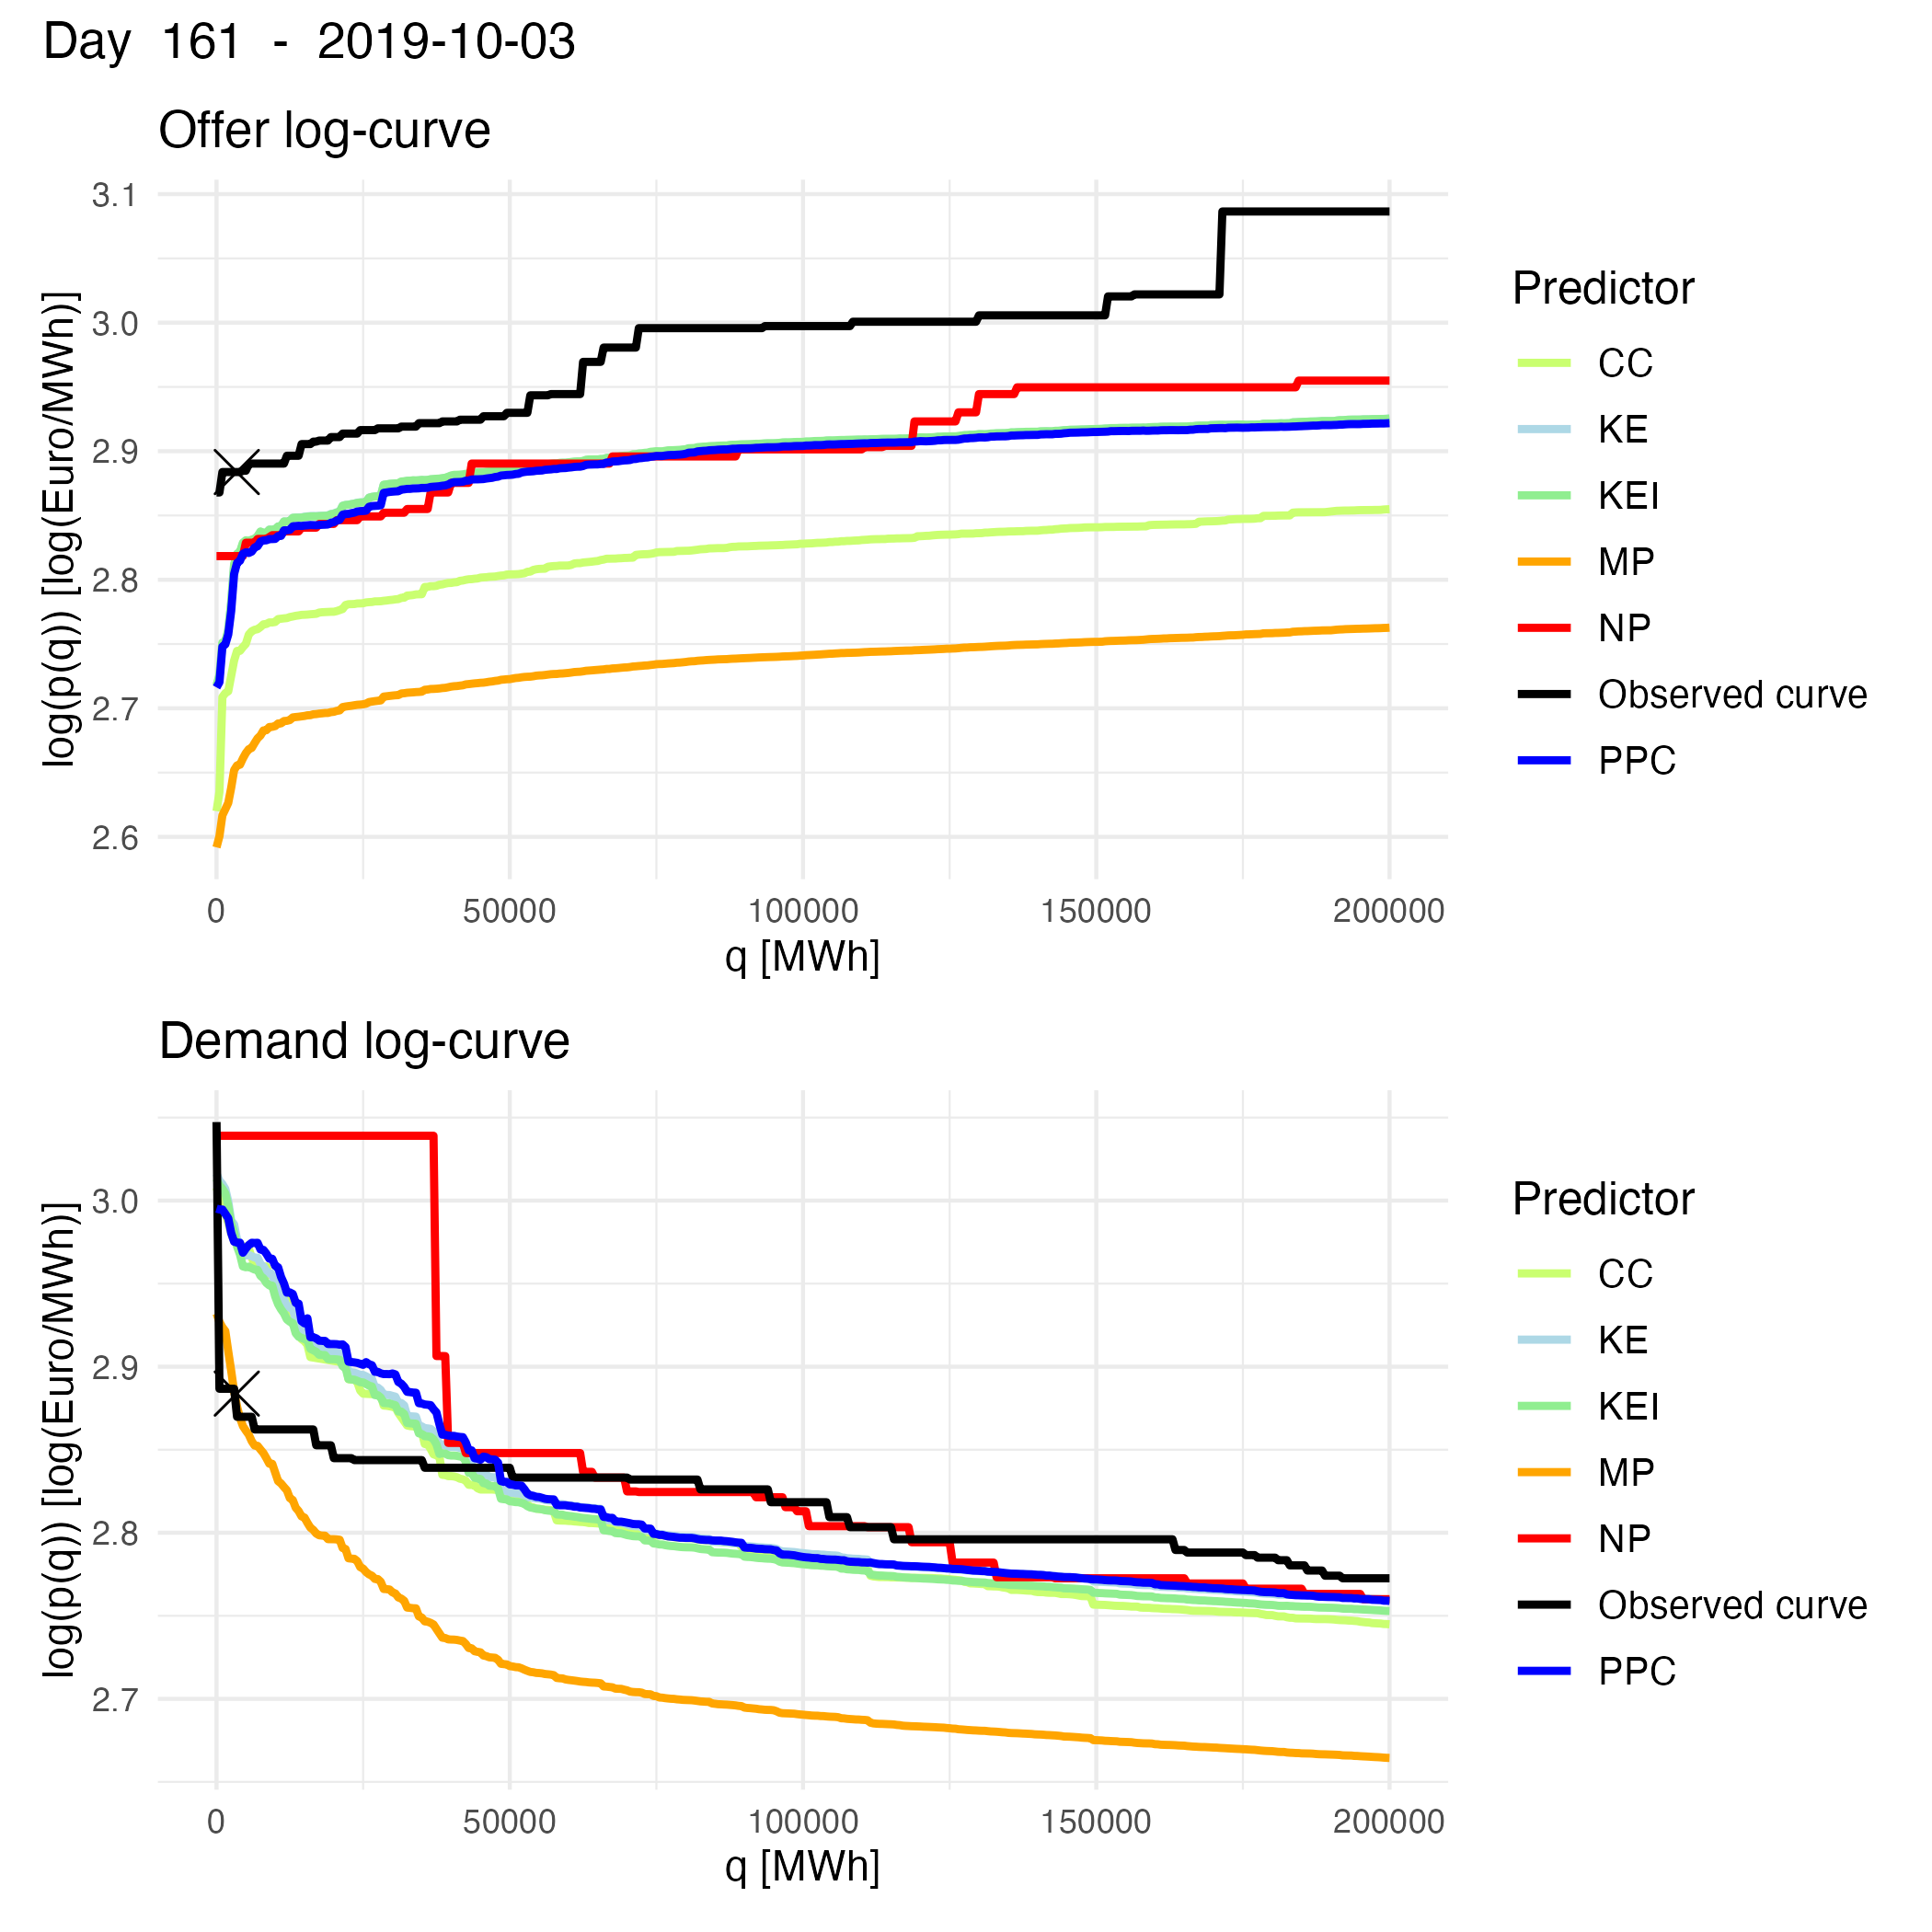 Day 161 - 2019-10-03
Offer log-curve
log(p(q)) [log(Euro/MWh)]
3.1
3.0
2.9
2.8
2.7
2.6
0 50000 100000 150000 200000
q [MWh]
Predictor
CC
KE
KEI
MP
NP
Observed curve
PPC
Demand log-curve
log(p(q)) [log(Euro/MWh)]
3.0
2.9
2.8
2.7
0 50000 100000 150000 200000
q [MWh]
Predictor
CC
KE
KEI
MP
NP
Observed curve
PPC